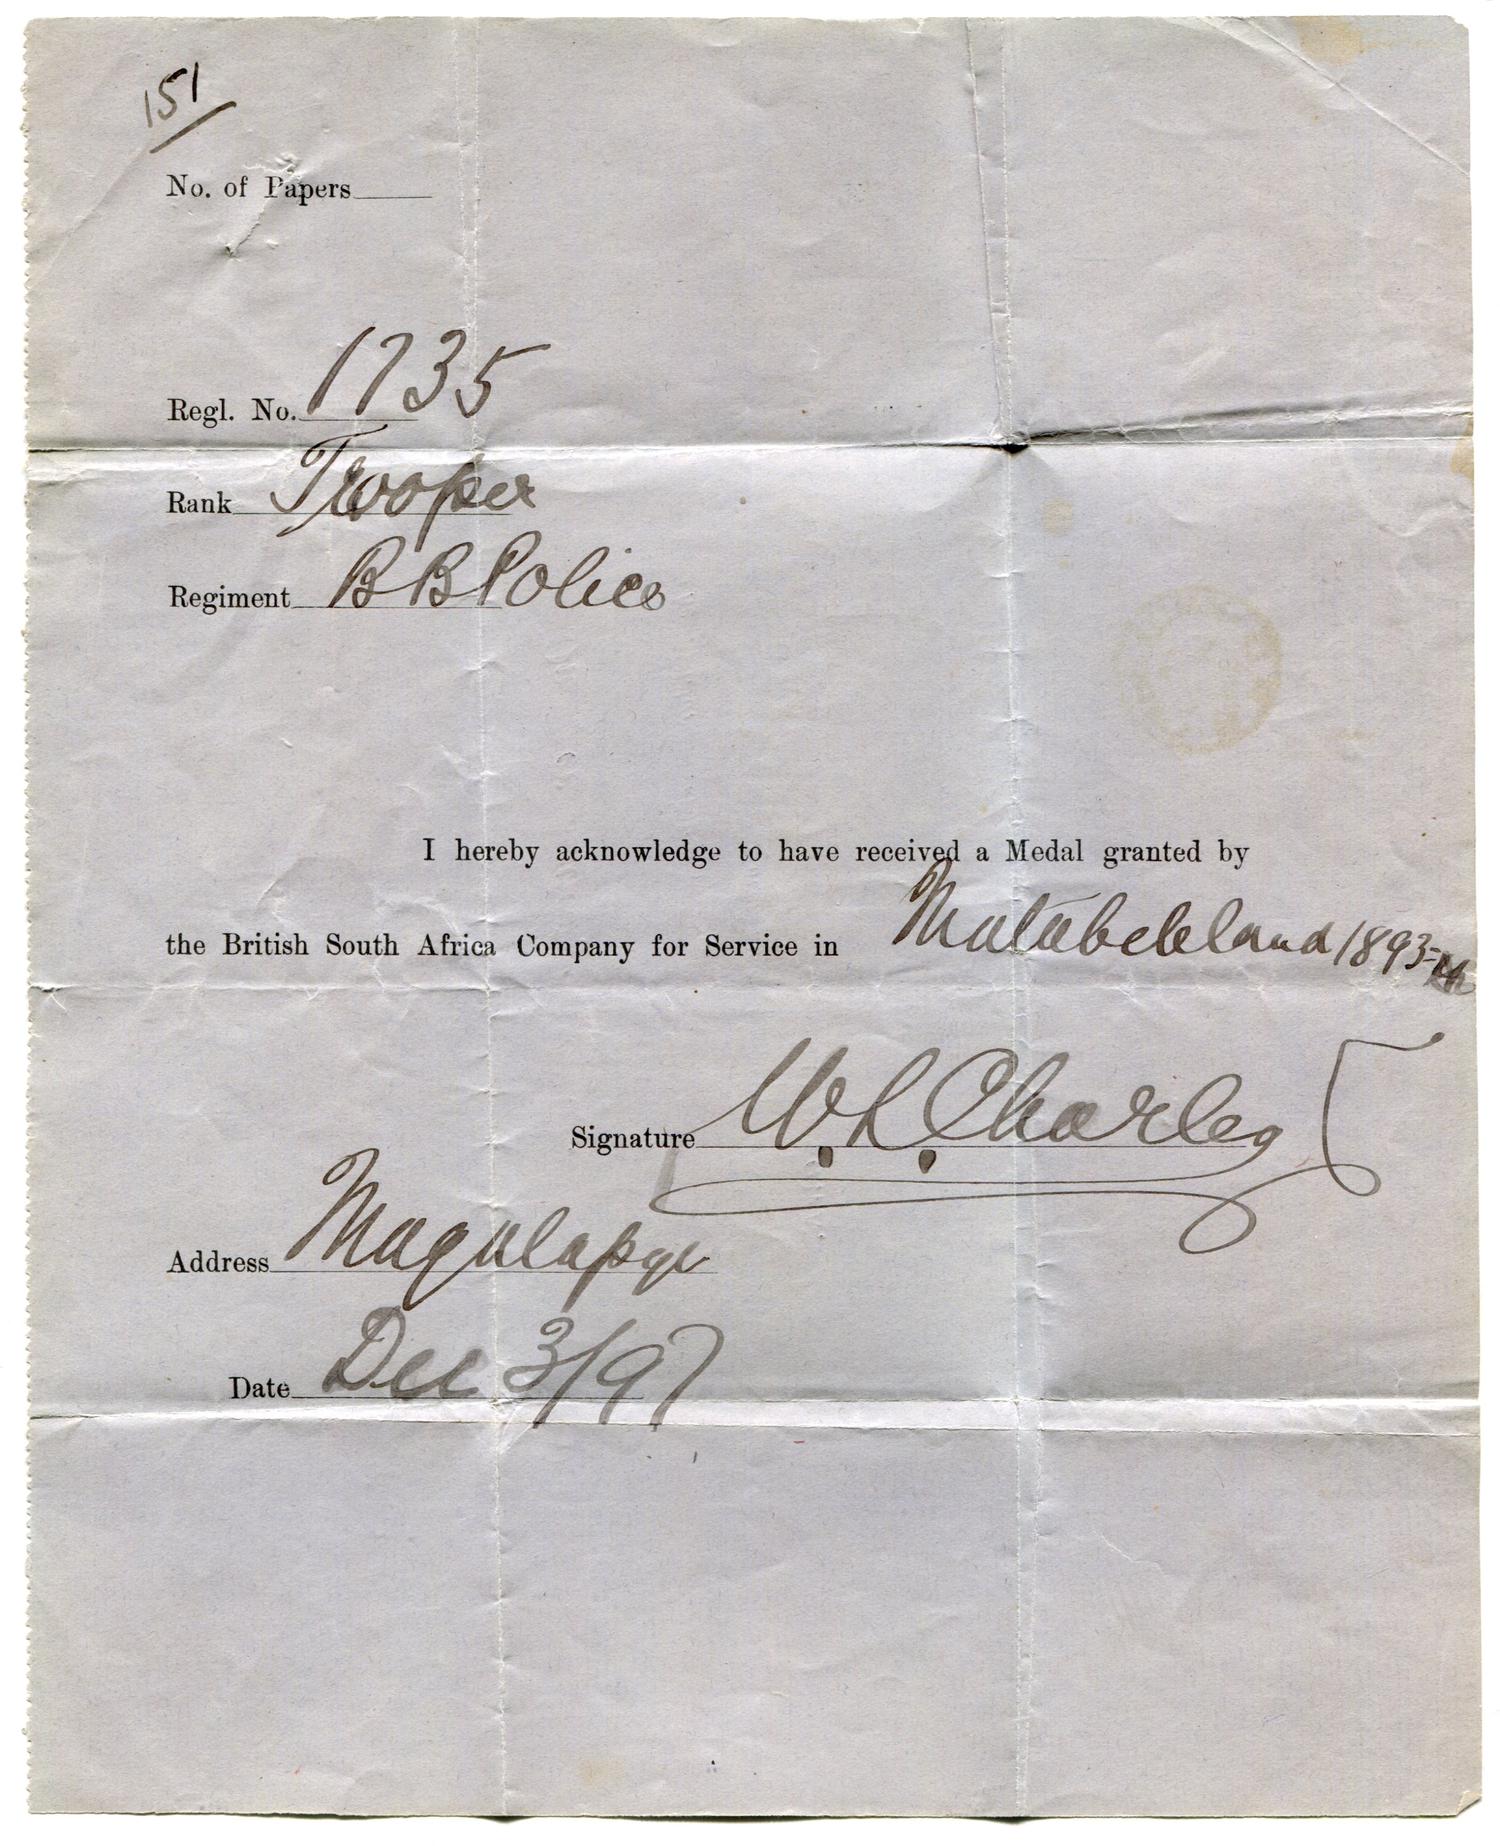 151
No. of Papers
Regl. No. 1735
Rank Trooper
Regiment B B Police
I hereby acknowledge to have received a Medal granted by
the British South Africa Company for Service in Matabeleland 1893
Signature W. L. Charley
Address Magalapye
Date Dec 3/97